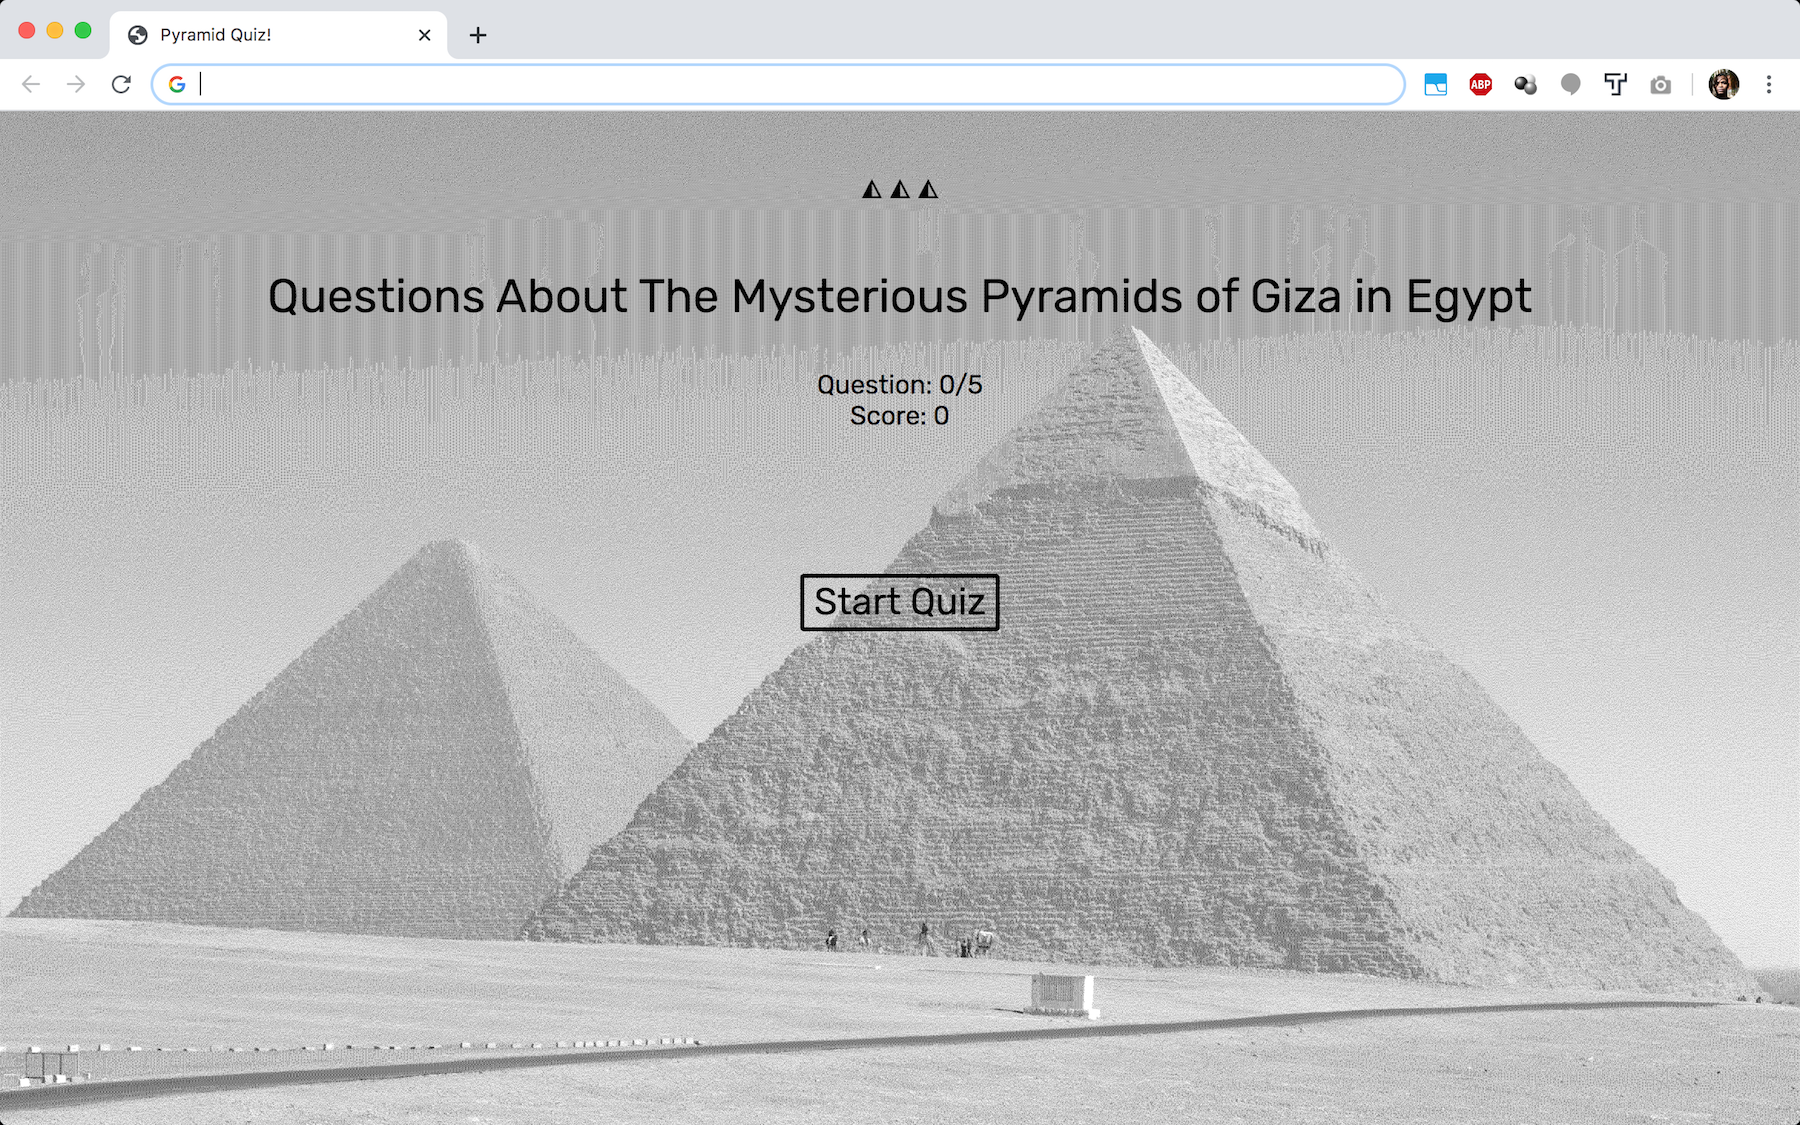 Pyramid Quiz!
ABP
◭ ◭ ◭
Questions About The Mysterious Pyramids of Giza in Egypt
Question: 0/5
Score: 0
Start Quiz